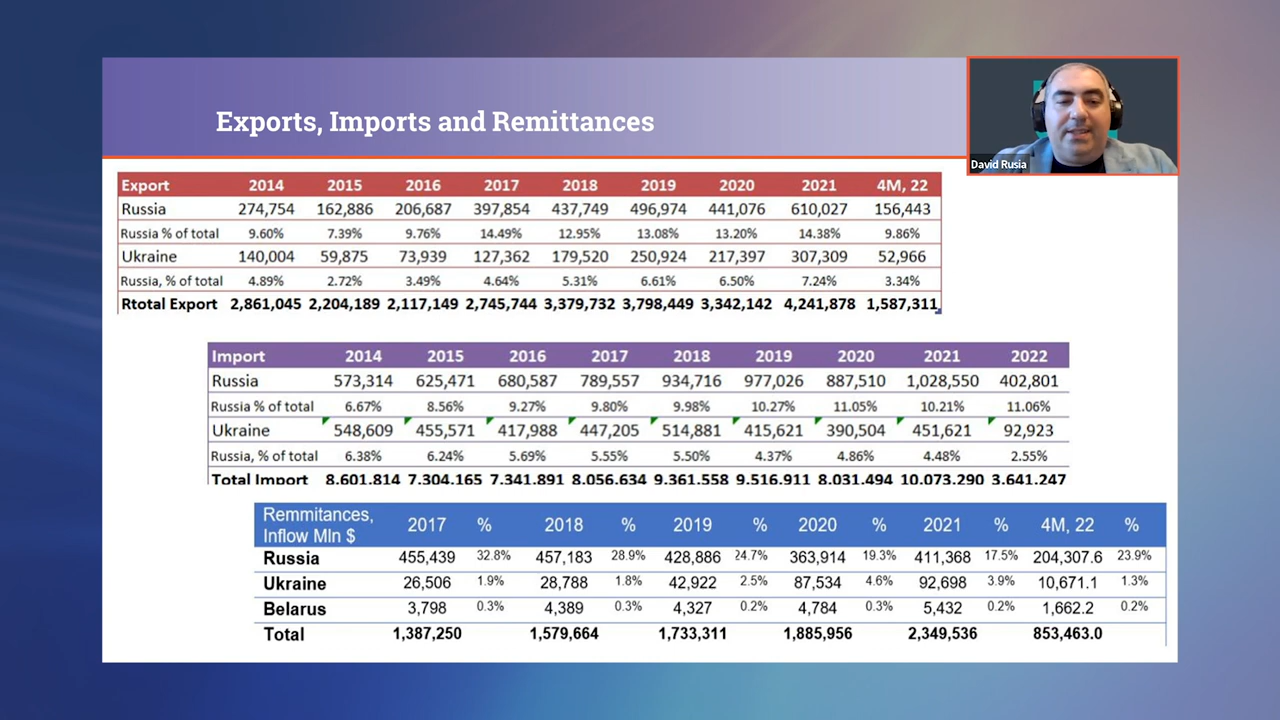 Exports, Imports and Remittances
David Rusia
Export 2014 2015 2016 2017 2018 2019 2020 2021 4M, 22
Russia 274,754 162,886 206,687 397,854 437,749 496,974 441,076 610,027 156,443
Russia % of total 9.60% 7.39% 9.76% 14.49% 12.95% 13.08% 13.20% 14.38% 9.86%
Ukraine 140,004 59,875 73,939 127,362 179,520 250,924 217,397 307,309 52,966
Russia, % of total 4.89% 2.72% 3.49% 4.64% 5.31% 6.61% 6.50% 7.24% 3.34%
Rtotal Export 2,861,045 2,204,189 2,117,149 2,745,744 3,379,732 3,798,449 3,342,142 4,241,878 1,587,311
Import 2014 2015 2016 2017 2018 2019 2020 2021 2022
Russia 573,314 625,471 680,587 789,557 934,716 977,026 887,510 1,028,550 402,801
Russia % of total 6.67% 8.56% 9.27% 9.80% 9.98% 10.27% 11.05% 10.21% 11.06%
Ukraine 548,609 455,571 417,988 447,205 514,881 415,621 390,504 451,621 92,923
Russia, % of total 6.38% 6.24% 5.69% 5.55% 5.50% 4.37% 4.86% 4.48% 2.55%
Total Import 8,601,814 7,304,165 7,341,891 8,056,634 9,361,558 9,516,911 8,031,494 10,073,290 3,641,247
Remmitances,
Inflow Mln $ 2017 % 2018 % 2019 % 2020 % 2021 % 4M, 22 %
Russia 455,439 32.8% 457,183 28.9% 428,886 24.7% 363,914 19.3% 411,368 17.5% 204,307.6 23.9%
Ukraine 26,506 1.9% 28,788 1.8% 42,922 2.5% 87,534 4.6% 92,698 3.9% 10,671.1 1.3%
Belarus 3,798 0.3% 4,389 0.3% 4,327 0.2% 4,784 0.3% 5,432 0.2% 1,662.2 0.2%
Total 1,387,250 1,579,664 1,733,311 1,885,956 2,349,536 853,463.0